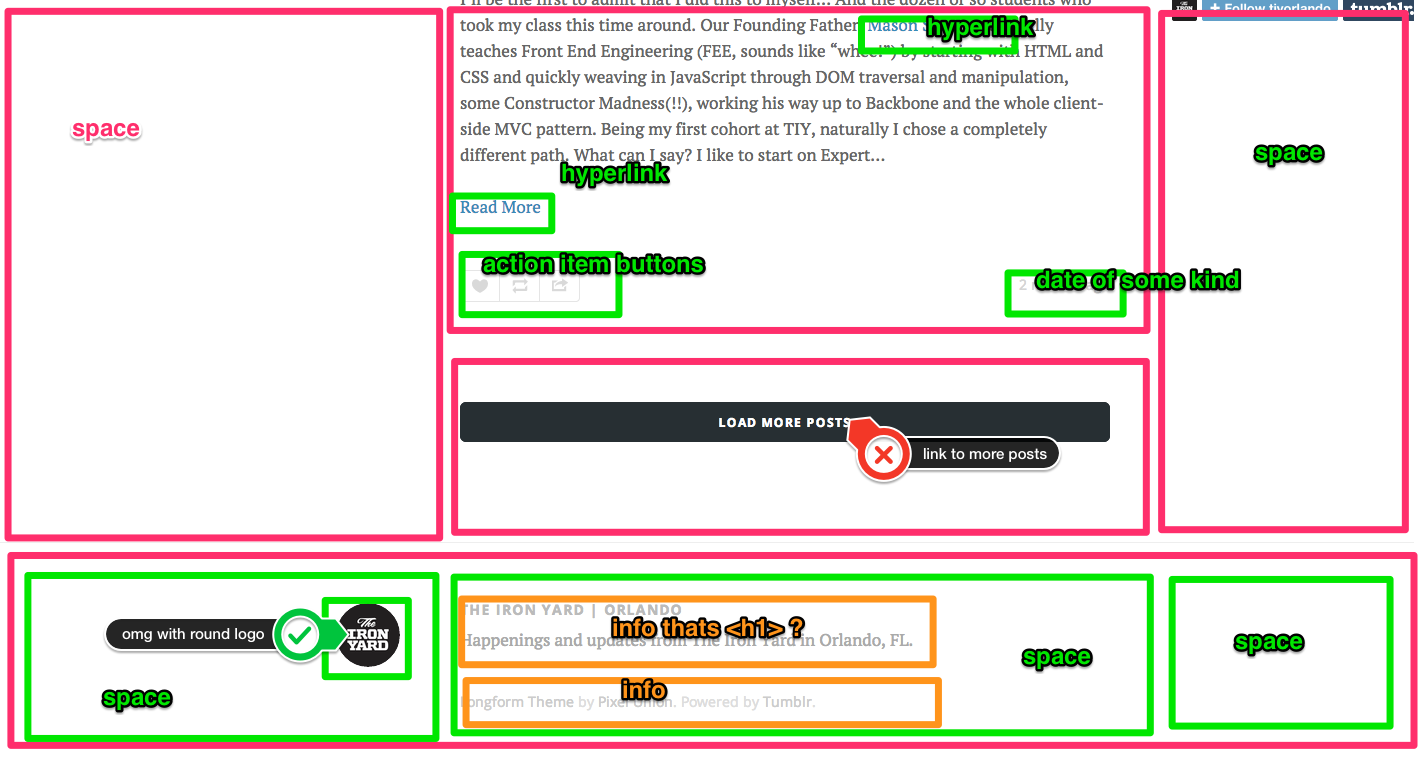 I'll be the first to admit that I did this to myself... And the dozen or so students who
THE IRON
+ Follow tiyorlando
tumblr.
took my class this time around. Our Founding Father, Mason
hyperlink
teaches Front End Engineering (FEE, sounds like “whee!”) by starting with HTML and
CSS and quickly weaving in JavaScript through DOM traversal and manipulation,
some Constructor Madness(!!), working his way up to Backbone and the whole client-
side MVC pattern. Being my first cohort at TIY, naturally I chose a completely
different path. What can I say? I like to start on Expert...
space
space
hyperlink
Read More
action item buttons
2
date of some kind
LOAD MORE POSTS
link to more posts
omg with round logo
The
IRON
YARD
space
THE IRON YARD | ORLANDO
info thats <h1> ?
Happenings and updates from The Iron Yard in Orlando, FL.
info
Longform Theme by Pixel Union. Powered by Tumblr.
space
space